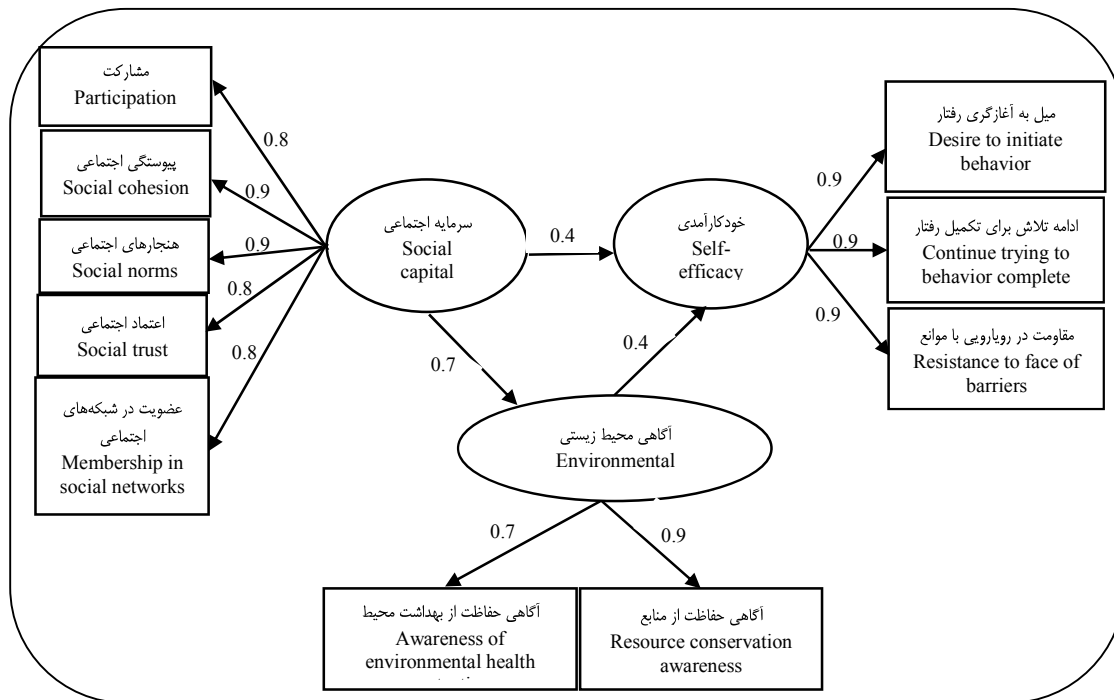 مشارکت
Participation
0.8
پیوستگی اجتماعی
Social cohesion
0.9
هنجارهای اجتماعی
Social norms
0.9
اعتماد اجتماعی
Social trust
0.8
عضویت در شبکه‌های
اجتماعی
Membership in
social networks
0.8
سرمایه اجتماعی
Social
capital
0.4
0.7
خودکارآمدی
Self-
efficacy
0.4
میل به آغازگری رفتار
Desire to initiate
behavior
0.9
ادامه تلاش برای تکمیل رفتار
Continue trying to
behavior complete
0.9
مقاومت در رویارویی با موانع
Resistance to face of
barriers
0.9
آگاهی محیط زیستی
Environmental
0.7
0.9
آگاهی حفاظت از بهداشت محیط
Awareness of
environmental health
آگاهی حفاظت از منابع
Resource conservation
awareness